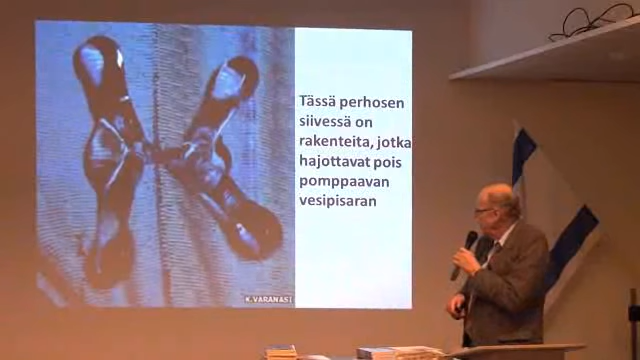 Tässä perhosen
siivessä on
rakenteita, jotka
hajottavat pois
pomppaavan
vesipisaran
K.VARANASI